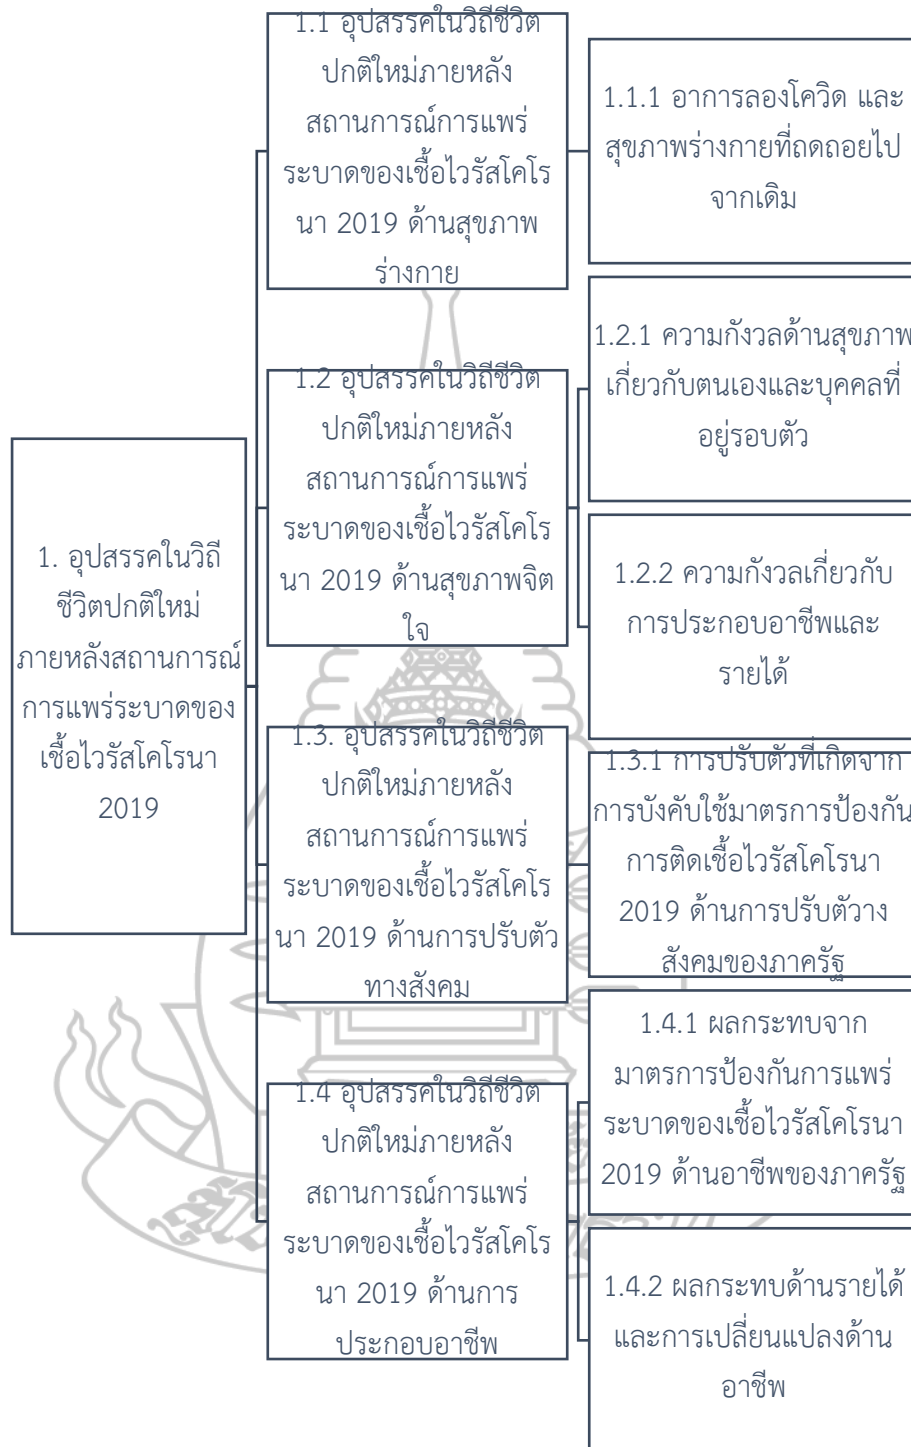 1. อุปสรรคในวิถี
ชีวิตปกติใหม่
ภายหลังสถานการณ์
การแพร่ระบาดของ
เชื้อไวรัสโคโรนา
2019
1.1 อุปสรรคในวิถีชีวิต
ปกติใหม่ภายหลัง
สถานการณ์การแพร่
ระบาดของเชื้อไวรัสโคโร
นา 2019 ด้านสุขภาพ
ร่างกาย
1.1.1 อาการลองโควิด และ
สุขภาพร่างกายที่ถดถอยไป
จากเดิม
1.2 อุปสรรคในวิถีชีวิต
ปกติใหม่ภายหลัง
สถานการณ์การแพร่
ระบาดของเชื้อไวรัสโคโร
นา 2019 ด้านสุขภาพจิต
ใจ
1.2.1 ความกังวลด้านสุขภาพ
เกี่ยวกับตนเองและบุคคลที่
อยู่รอบตัว
1.2.2 ความกังวลเกี่ยวกับ
การประกอบอาชีพและ
รายได้
1.3. อุปสรรคในวิถีชีวิต
ปกติใหม่ภายหลัง
สถานการณ์การแพร่
ระบาดของเชื้อไวรัสโคโร
นา 2019 ด้านการปรับตัว
ทางสังคม
1.3.1 การปรับตัวที่เกิดจาก
การบังคับใช้มาตรการป้องกัน
การติดเชื้อไวรัสโคโรนา
2019 ด้านการปรับตัวาง
สังคมของภาครัฐ
1.4 อุปสรรคในวิถีชีวิต
ปกติใหม่ภายหลัง
สถานการณ์การแพร่
ระบาดของเชื้อไวรัสโคโร
นา 2019 ด้านการ
ประกอบอาชีพ
1.4.1 ผลกระทบจาก
มาตรการป้องกันการแพร่
ระบาดของเชื้อไวรัสโคโรนา
2019 ด้านอาชีพของภาครัฐ
1.4.2 ผลกระทบด้านรายได้
และการเปลี่ยนแปลงด้าน
อาชีพ